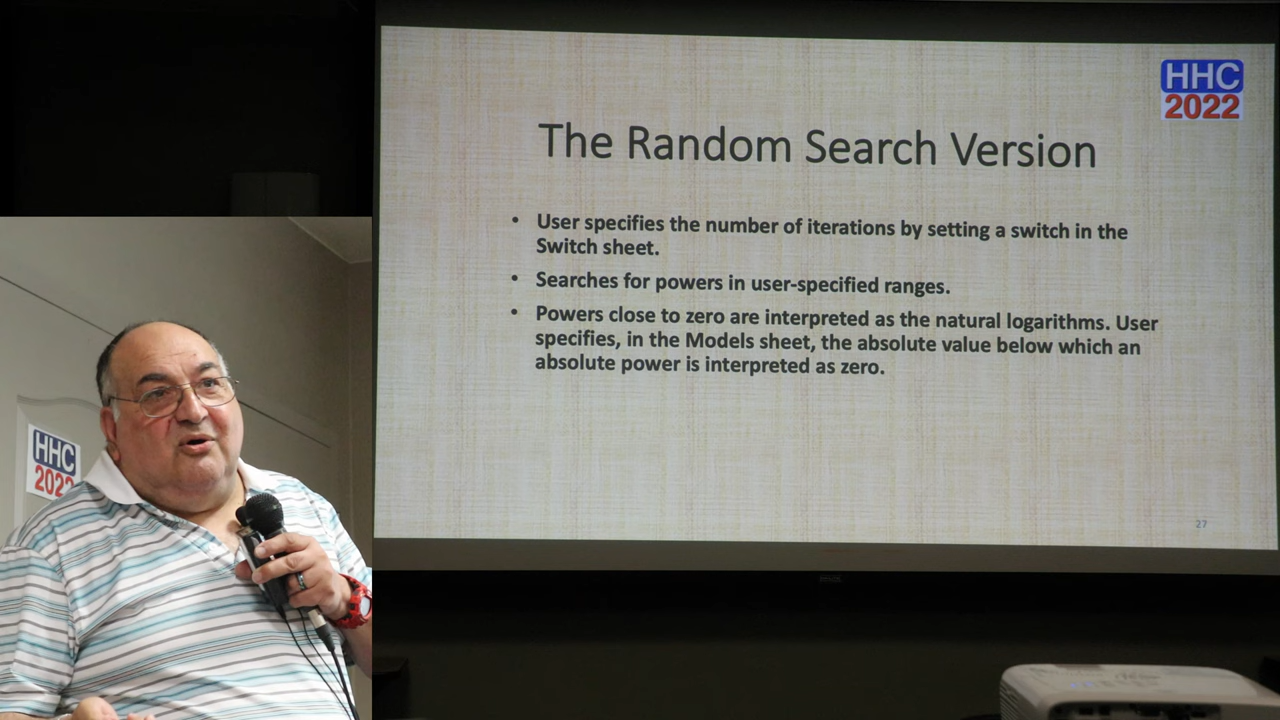 HHC
2022
The Random Search Version
• User specifies the number of iterations by setting a switch in the
Switch sheet.
• Searches for powers in user-specified ranges.
• Powers close to zero are interpreted as the natural logarithms. User
specifies, in the Models sheet, the absolute value below which an
absolute power is interpreted as zero.
27
HHC
2022